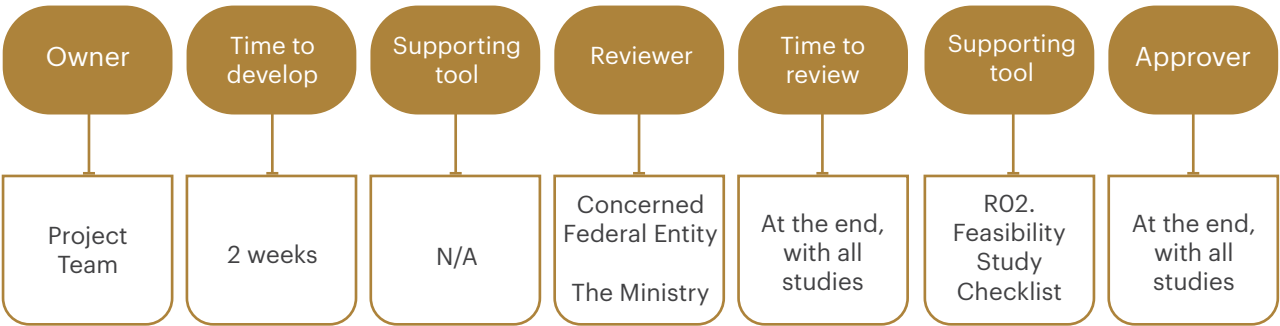 Owner
Time to
develop
Supporting
tool
Reviewer
Time to
review
Supporting
tool
Approver
Project
Team
2 weeks
N/A
Concerned
Federal Entity
The Ministry
At the end,
with all
studies
R02.
Feasibility
Study
Checklist
At the end,
with all
studies